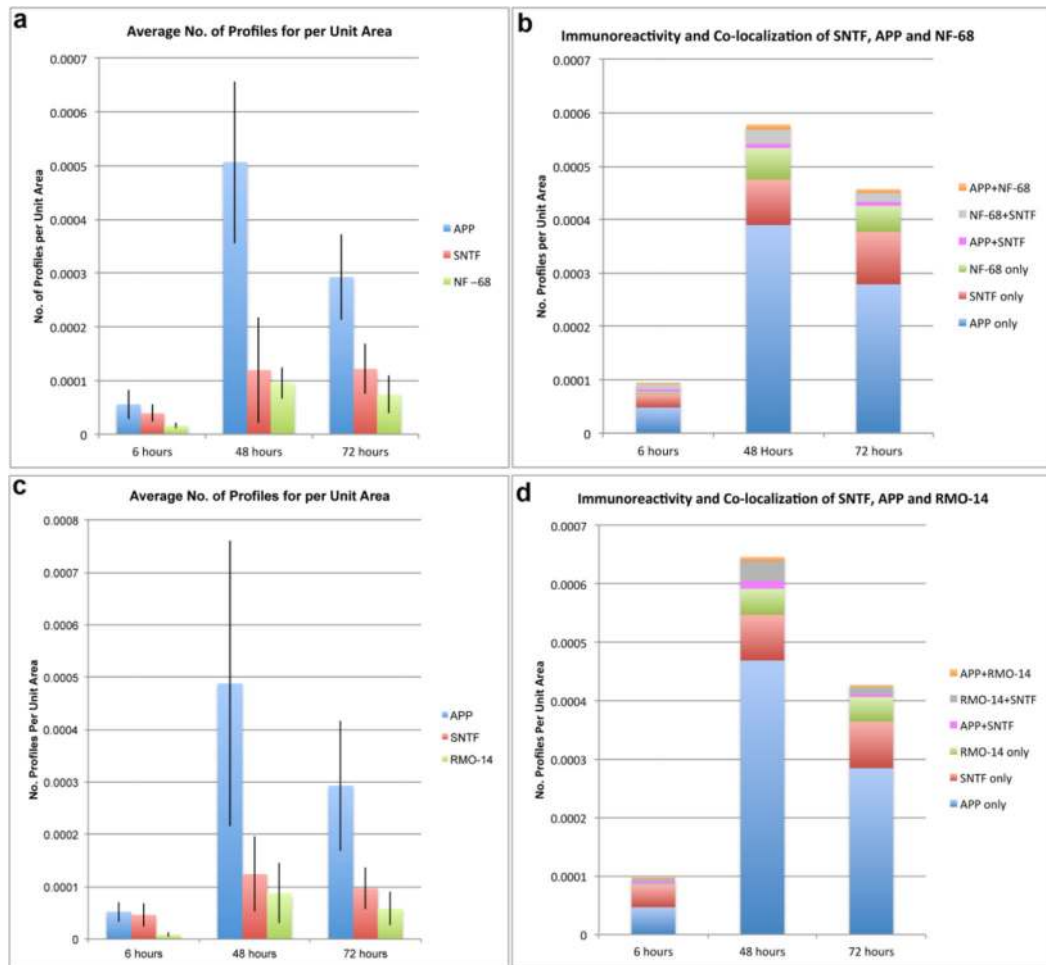 a
Average No. of Profiles for per Unit Area
No. of Profiles per Unit Area
0.0007
0.0006
0.0005
0.0004
0.0003
0.0002
0.0001
0
6 hours
48 hours
72 hours
APP
SNTF
NF –68
b
Immunoreactivity and Co-localization of SNTF, APP and NF-68
No. Profiles per Unit Area
0.0007
0.0006
0.0005
0.0004
0.0003
0.0002
0.0001
0
6 hours
48 Hours
72 hours
APP+NF-68
NF-68+SNTF
APP+SNTF
NF-68 only
SNTF only
APP only
c
Average No. of Profiles for per Unit Area
No. Profiles Per Unit Area
0.0008
0.0007
0.0006
0.0005
0.0004
0.0003
0.0002
0.0001
0
6 hours
48 hours
72 hours
APP
SNTF
RMO-14
d
Immunoreactivity and Co-localization of SNTF, APP and RMO-14
No. Profiles Per Unit Area
0.0007
0.0006
0.0005
0.0004
0.0003
0.0002
0.0001
0
6 hours
48 hours
72 hours
APP+RMO-14
RMO-14+SNTF
APP+SNTF
RMO-14 only
SNTF only
APP only